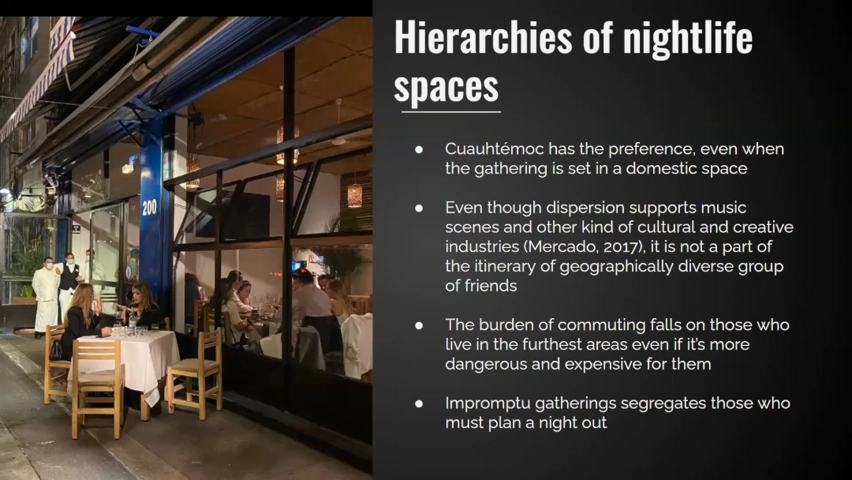 Hierarchies of nightlife
spaces
● Cuauhtémoc has the preference, even when
the gathering is set in a domestic space
● Even though dispersion supports music
scenes and other kind of cultural and creative
industries (Mercado, 2017), it is not a part of
the itinerary of geographically diverse group
of friends
● The burden of commuting falls on those who
live in the furthest areas even if it's more
dangerous and expensive for them
● Impromptu gatherings segregates those who
must plan a night out
200